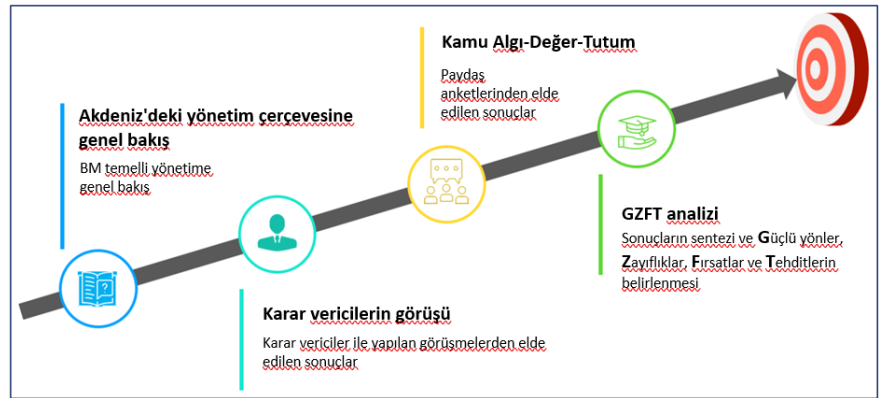 Akdeniz'deki yönetim çerçevesine
genel bakış
BM temelli yönetime
genel bakış
Karar vericilerin görüşü
Karar vericiler ile yapılan görüşmelerden elde
edilen sonuçlar
Kamu Algı-Değer-Tutum
Paydaş
anketlerinden elde
edilen sonuçlar
GZFT analizi
Sonuçların sentezi ve Güçlü yönler,
Zayıflıklar, Fırsatlar ve Tehditlerin
belirlenmesi
?